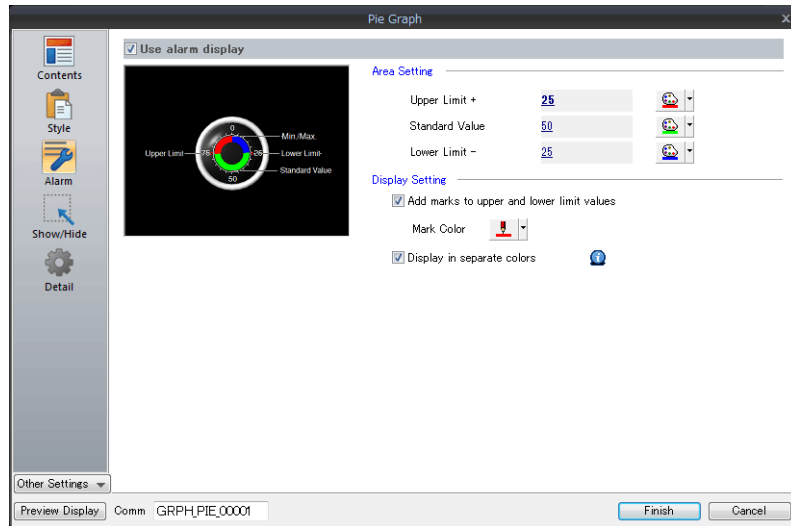 Pie Graph
x
Contents
Style
Alarm
Show/Hide
Detail
Other Settings
Use alarm display
0
Min./Max.
Upper Limit
75
25
Lower Limit-
Standard Value
50
Area Setting
Upper Limit + 25
Standard Value 50
Lower Limit - 25
Display Setting
Add marks to upper and lower limit values
Mark Color
Display in separate colors
i
Preview Display Comm GRPH_PIE_00001 Finish Cancel